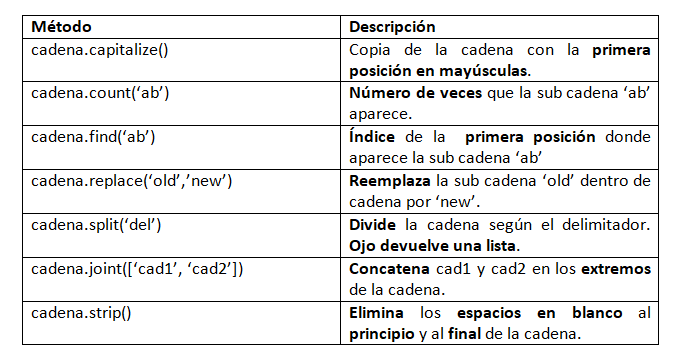 Método Descripción
cadena.capitalize() Copia de la cadena con la primera
posición en mayúsculas.
cadena.count(‘ab’) Número de veces que la sub cadena ‘ab’
aparece.
cadena.find(‘ab’) Índice de la primera posición donde
aparece la sub cadena ‘ab’
cadena.replace(‘old’,’new’) Reemplaza la sub cadena ‘old’ dentro de
cadena por ‘new’.
cadena.split(‘del’) Divide la cadena según el delimitador.
Ojo devuelve una lista.
cadena.joint([‘cad1’, ‘cad2’]) Concatena cad1 y cad2 en los extremos
de la cadena.
cadena.strip() Elimina los espacios en blanco al
principio y al final de la cadena.